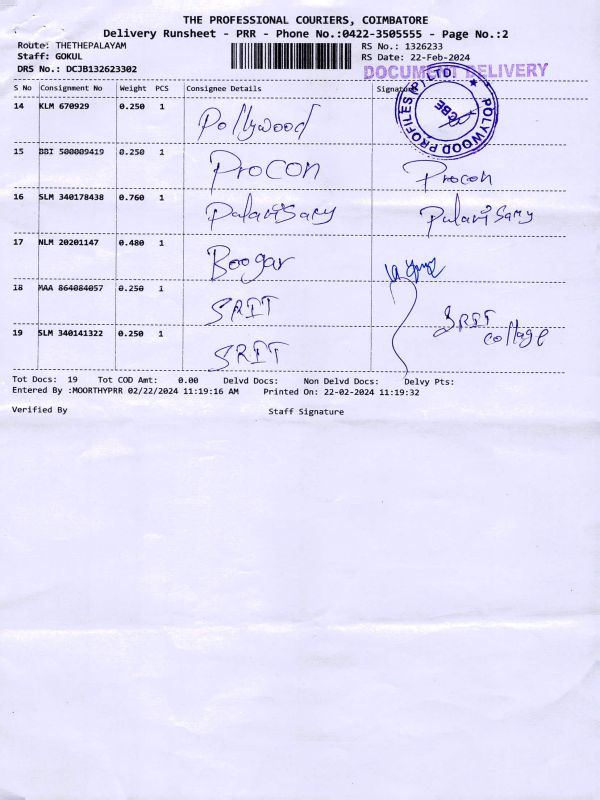 THE PROFESSIONAL COURIERS, COIMBATORE
Delivery Runsheet - PRR - Phone No.:0422-3505555 - Page No.:2
Route: THETHEPALAYAM RS No.: 1326233
Staff: GOKUL RS Date: 22-Feb-2024
DRS No.: DCJB132623302 DOCUMENT DELIVERY
S No Consignment No Weight PCS Consignee Details Signature
14 KLM 670929 0.250 1 Pollywood POLYWOOD PROFILES (P) LTD. ★ CBE
15 BBI 500009419 0.250 1 Procon Procon
16 SLM 340178438 0.760 1 PalaniSamy PalaniSamy
17 NLM 20201147 0.480 1 Boogar
18 MAA 864084057 0.250 1 SRIT SRIT
19 SLM 340141322 0.250 1 SRIT collage
Tot Docs: 19 Tot COD Amt: 0.00 Delvd Docs: Non Delvd Docs: Delvy Pts:
Entered By :MOORTHYPRR 02/22/2024 11:19:16 AM Printed On: 22-02-2024 11:19:32
Verified By Staff Signature